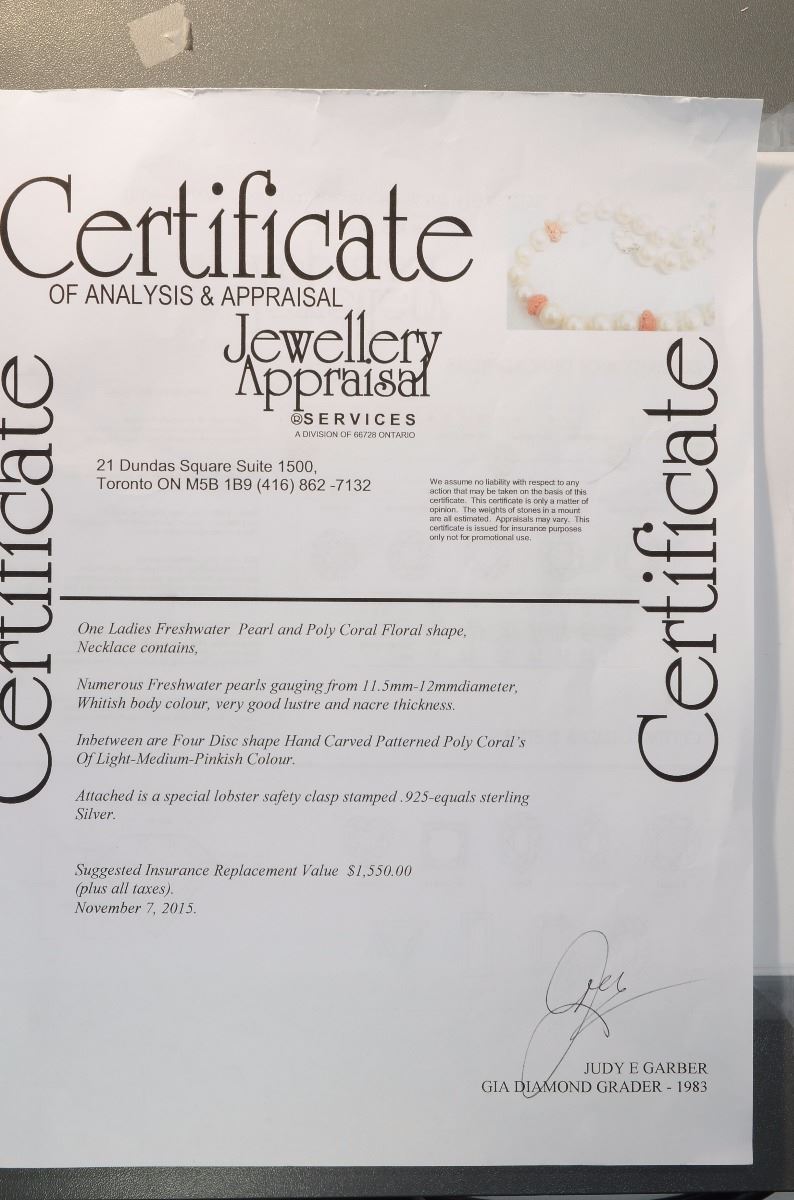 Certificate
OF ANALYSIS & APPRAISAL
Jewellery
Appraisal
®SERVICES
A DIVISION OF 66728 ONTARIO
21 Dundas Square Suite 1500,
Toronto ON M5B 1B9 (416) 862 -7132
We assume no liability with respect to any
action that may be taken on the basis of this
certificate. This certificate is only a matter of
opinion. The weights of stones in a mount
are all estimated. Appraisals may vary. This
certificate is issued for insurance purposes
only not for promotional use.
Certificate
Certificate
One Ladies Freshwater Pearl and Poly Coral Floral shape,
Necklace contains,
Numerous Freshwater pearls gauging from 11.5mm-12mmdiameter,
Whitish body colour, very good lustre and nacre thickness.
Inbetween are Four Disc shape Hand Carved Patterned Poly Coral's
Of Light-Medium-Pinkish Colour.
Attached is a special lobster safety clasp stamped .925-equals sterling
Silver.
Suggested Insurance Replacement Value $1,550.00
(plus all taxes).
November 7, 2015.
JUDY E GARBER
GIA DIAMOND GRADER - 1983